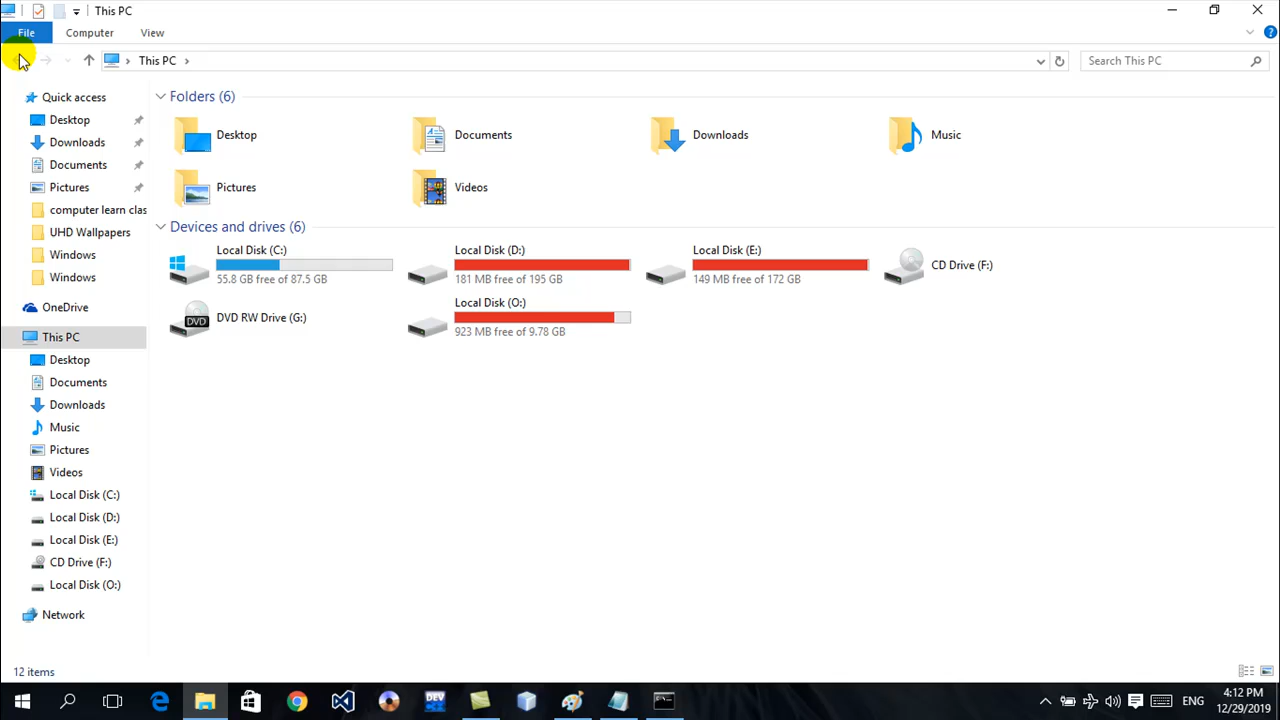 This PC
File Computer View
This PC Search This PC
Quick access
Desktop
Downloads
Documents
Pictures
computer learn clas
UHD Wallpapers
Windows
Windows
OneDrive
This PC
Desktop
Documents
Downloads
Music
Pictures
Videos
Local Disk (C:)
Local Disk (D:)
Local Disk (E:)
CD Drive (F:)
Local Disk (O:)
Network
Folders (6)
Desktop Documents Downloads Music
Pictures Videos
Devices and drives (6)
Local Disk (C:)
55.8 GB free of 87.5 GB
Local Disk (D:)
181 MB free of 195 GB
Local Disk (E:)
149 MB free of 172 GB
CD Drive (F:)
DVD
DVD RW Drive (G:)
Local Disk (O:)
923 MB free of 9.78 GB
12 items
DEV
ENG
4:12 PM
12/29/2019